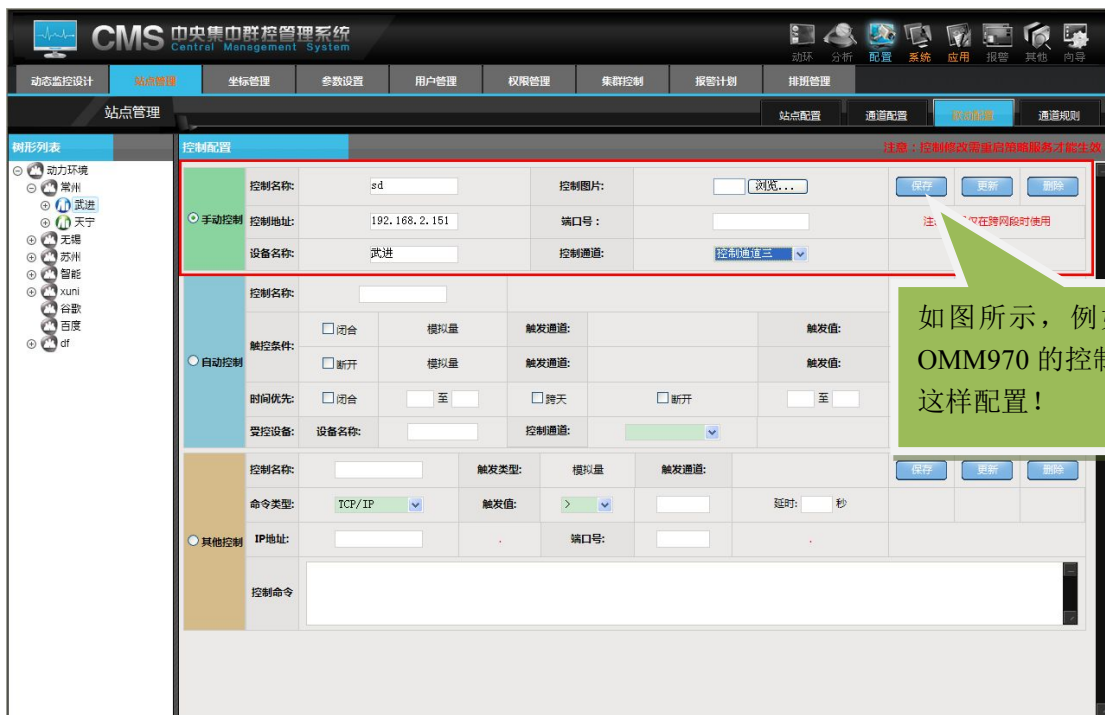 CMS 中央集中群控管理系统
Central Management System
动环 分析 配置 系统 应用 报警 其他 向导
动态监控设计 站点管理 坐标管理 参数设置 用户管理 权限管理 集群控制 报警计划 排班管理
站点管理 站点配置 通道配置 联动配置 通道规则
树形列表 控制配置 注意：控制修改需重启策略服务才能生效
动力环境
常州
武进
天宁
无锡
苏州
智能
xuni
谷歌
百度
df
手动控制
控制名称: sd 控制图片: 浏览... 保存 更新 删除
控制地址: 192.168.2.151 端口号： 仅在跨网段时使用
设备名称: 武进 控制通道: 控制通道三
自动控制
控制名称:
触控条件: 闭合 模拟量 触发通道: 触发值:
断开 模拟量 触发通道: 触发值:
时间优先: 闭合 至 跨天 断开 至
受控设备: 设备名称: 控制通道:
如图所示，例
OMM970 的控制
这样配置！
其他控制
控制名称: 触发类型: 模拟量 触发通道: 保存 更新 删除
命令类型: TCP/IP 触发值: > 延时: 秒
IP地址: . 端口号: .
控制命令